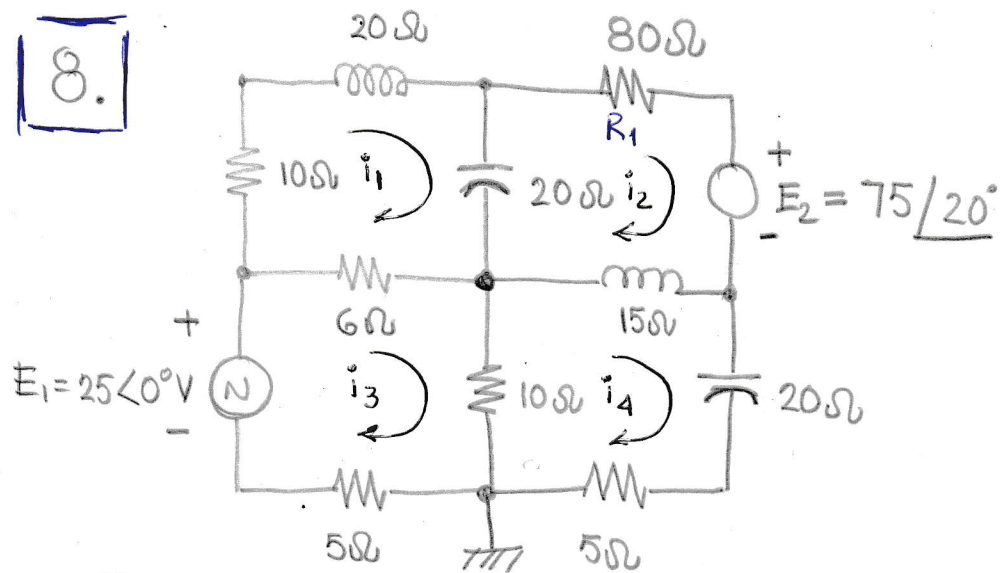 8.
20Ω
80Ω
R₁
10Ω
i₁
20Ω
i₂
+
E₂ = 75/20°
-
6Ω
15Ω
+
E₁ = 25<0°V
N
-
i₃
10Ω
i₄
20Ω
5Ω
5Ω